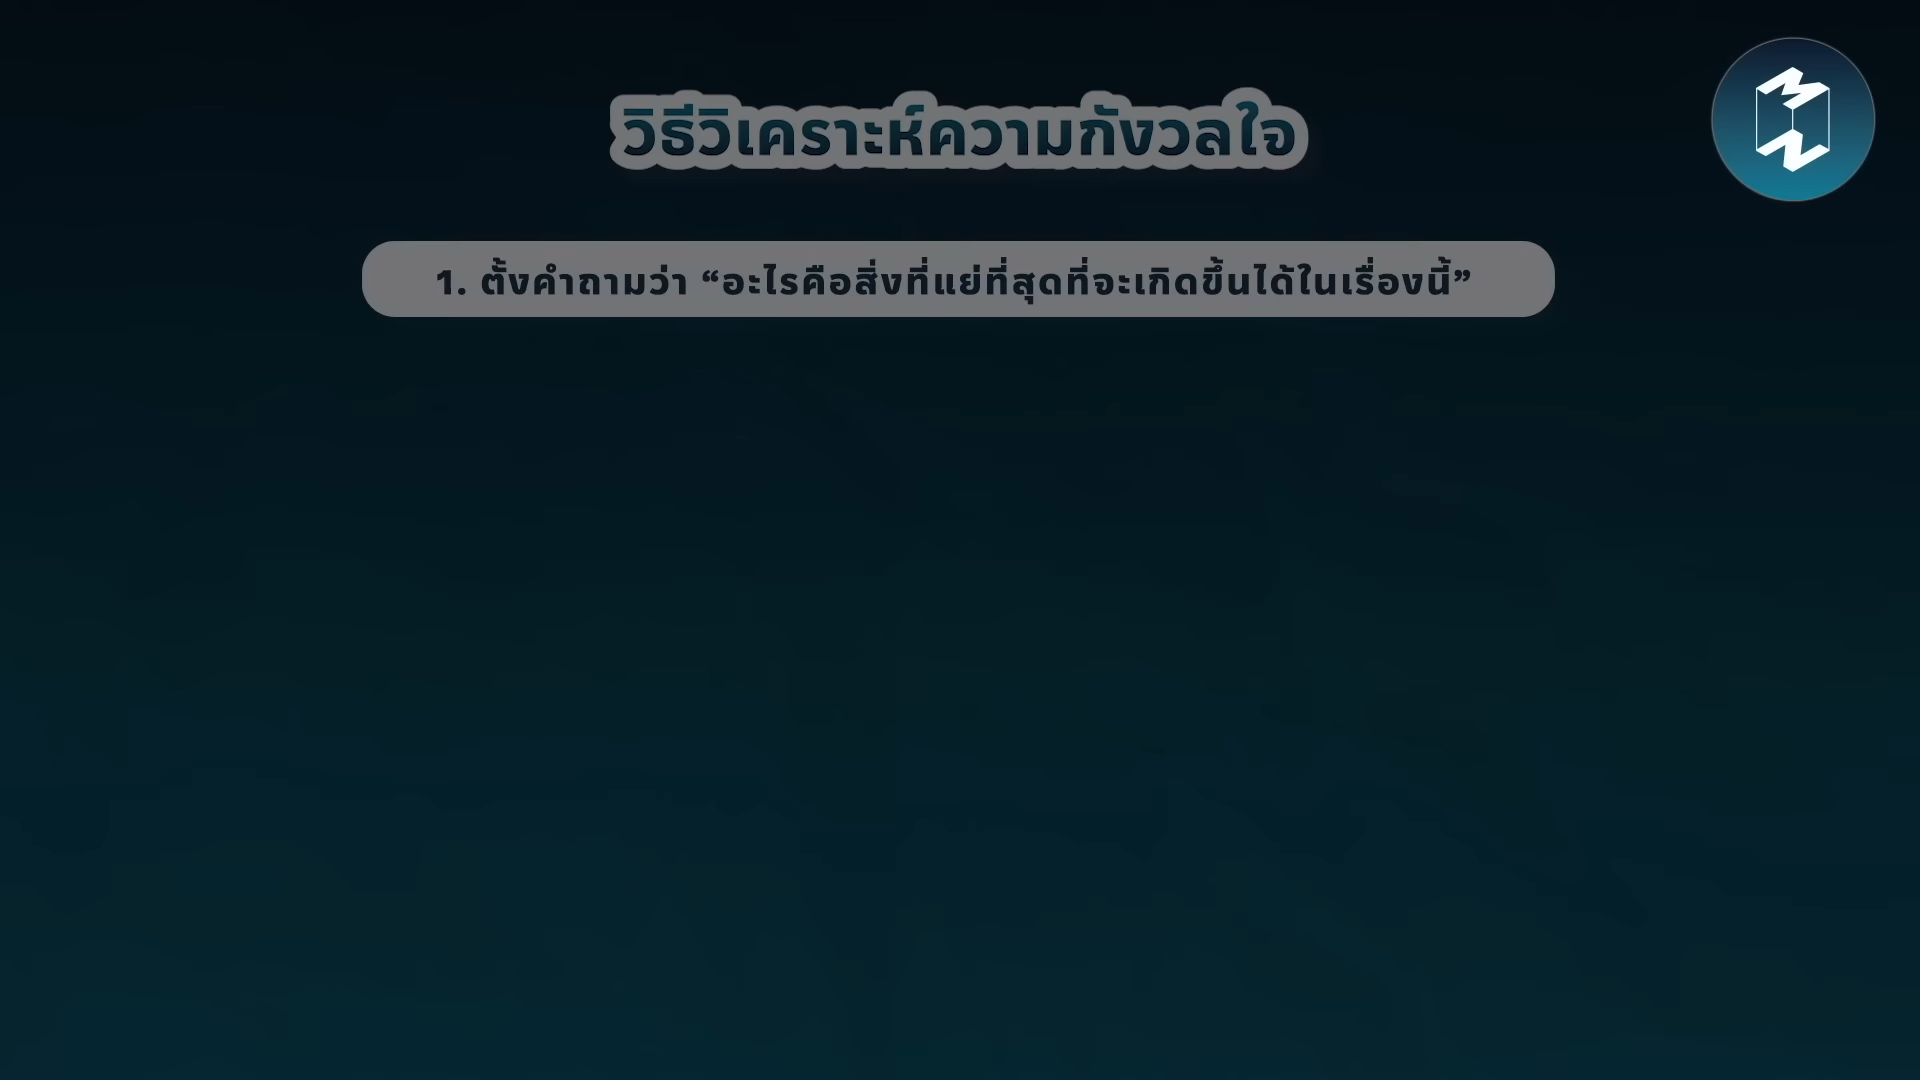 วิธีวิเคราะห์ความกังวลใจ
1. ตั้งคำถามว่า “อะไรคือสิ่งที่แย่ที่สุดที่จะเกิดขึ้นได้ในเรื่องนี้”